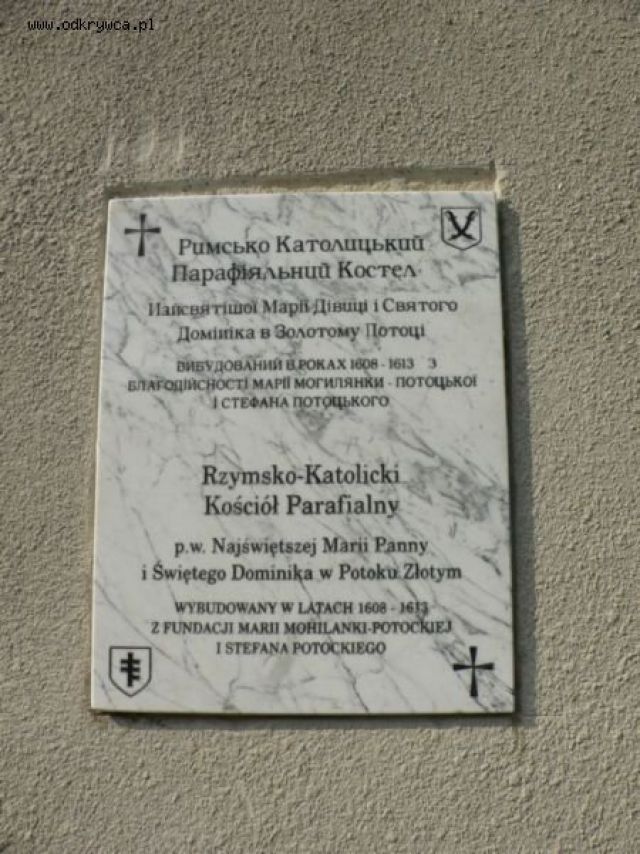 www.odkrywca.pl
Римсько Католицький
Парафіяльний Костел
Найсвятішої Марії Дівиці і Святого
Домініка в Золотому Потоці
ВИБУДОВАНИЙ В РОКАХ 1608 - 1613 З
БЛАГОДІЙСНОСТІ МАРІЇ МОГИЛЯНКИ - ПОТОЦЬКОЇ
І СТЕФАНА ПОТОЦЬКОГО
Rzymsko-Katolicki
Kościół Parafialny
p.w. Najświętszej Marii Panny
i Świętego Dominika w Potoku Złotym
WYBUDOWANY W LATACH 1608 - 1613
Z FUNDACJI MARII MOHILANKI-POTOCKIEJ
I STEFANA POTOCKIEGO